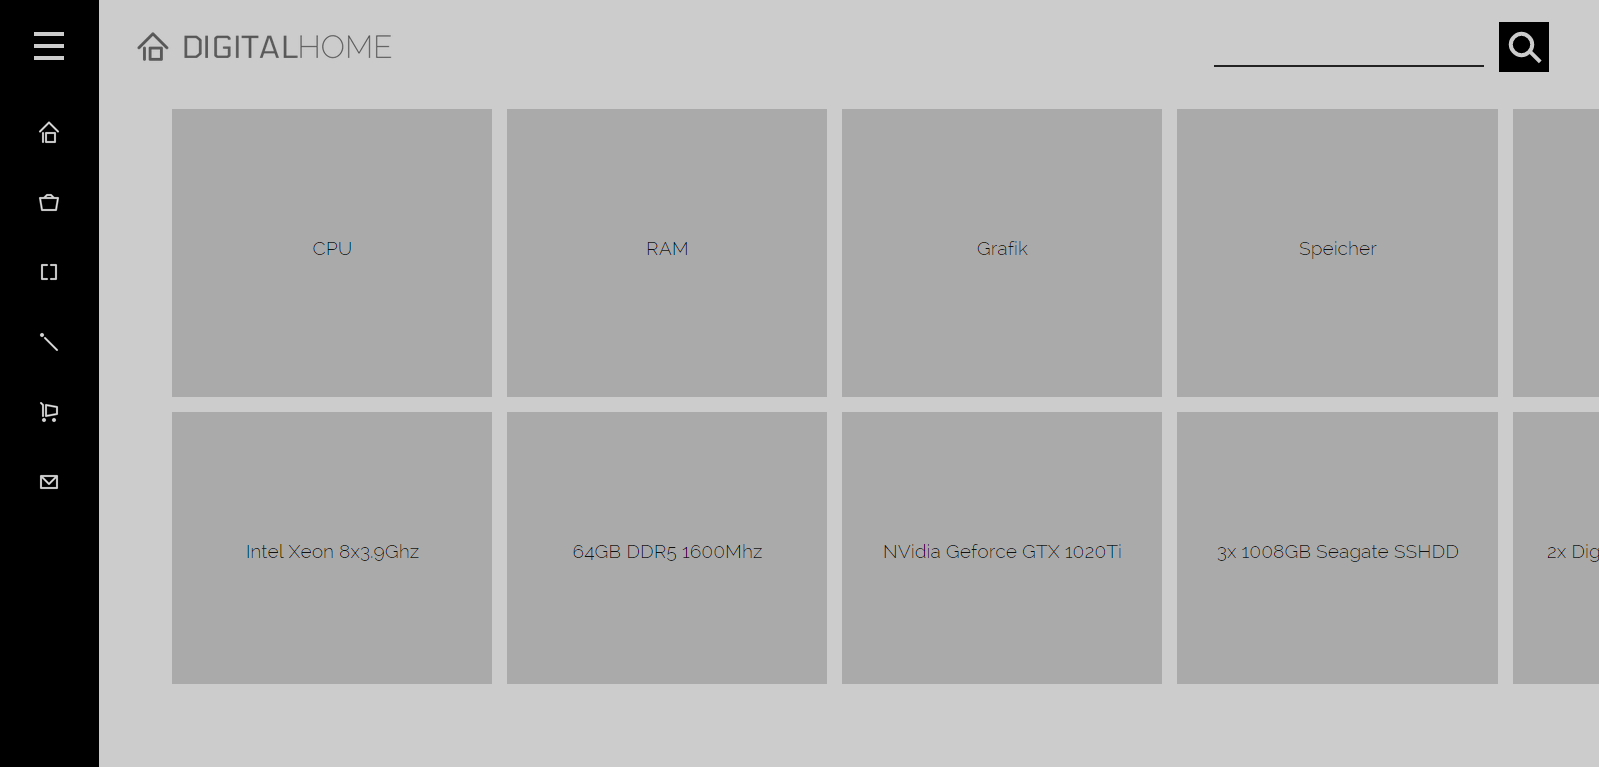 DIGITALHOME
CPU
RAM
Grafik
Speicher
Intel Xeon 8x3.9Ghz
64GB DDR5 1600Mhz
NVidia Geforce GTX 1020Ti
3x 1008GB Seagate SSHDD
2x Dig